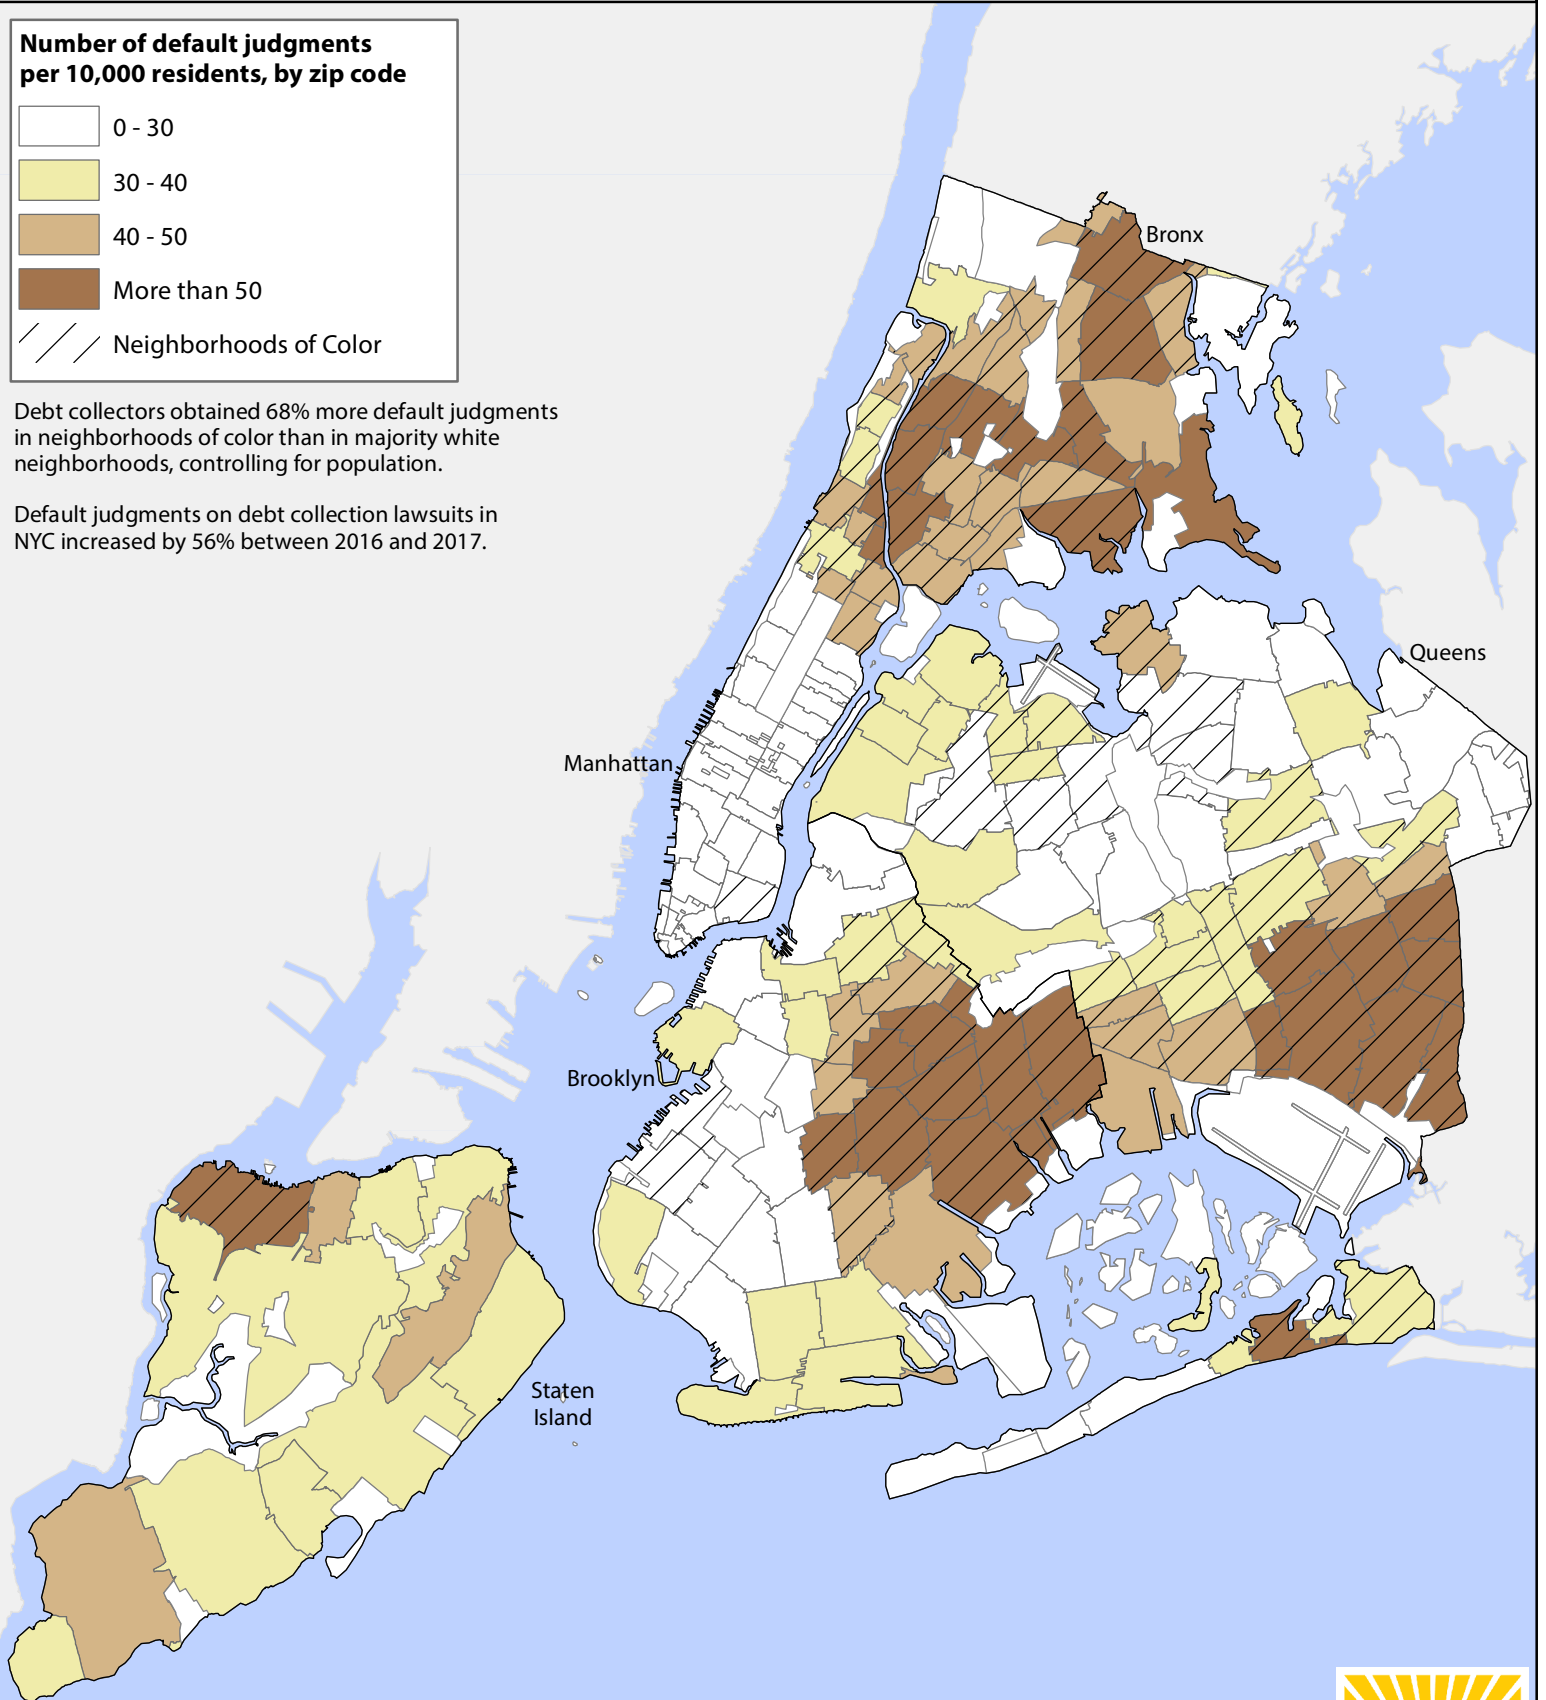 Number of default judgments
per 10,000 residents, by zip code
0 - 30
30 - 40
40 - 50
More than 50
Neighborhoods of Color
Debt collectors obtained 68% more default judgments
in neighborhoods of color than in majority white
neighborhoods, controlling for population.
Default judgments on debt collection lawsuits in
NYC increased by 56% between 2016 and 2017.
Bronx
Queens
Manhattan
Brooklyn
Staten
Island